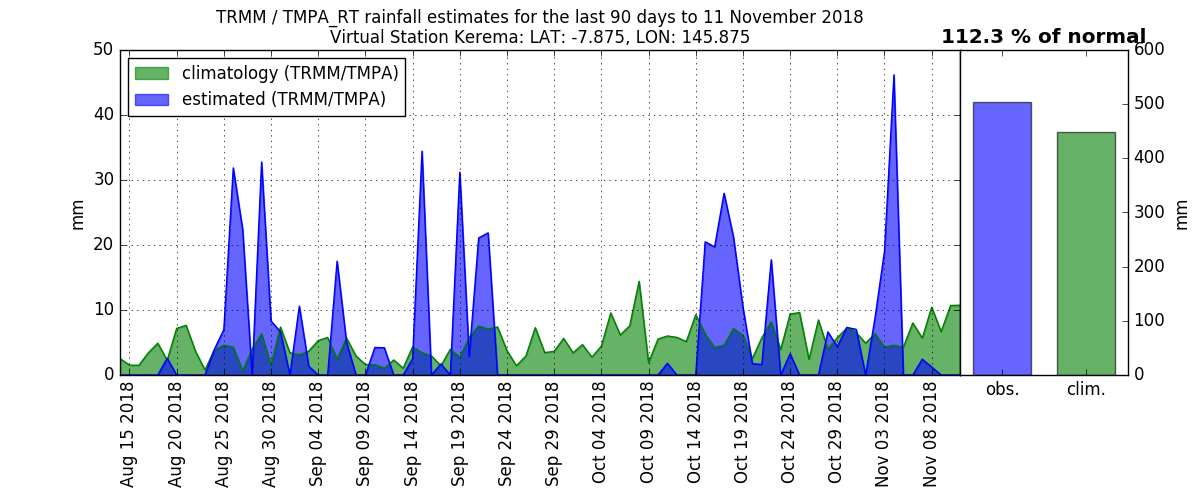 TRMM / TMPA_RT rainfall estimates for the last 90 days to 11 November 2018
Virtual Station Kerema: LAT: -7.875, LON: 145.875
112.3 % of normal
climatology (TRMM/TMPA)
estimated (TRMM/TMPA)
mm
50
40
30
20
10
0
Aug 15 2018
Aug 20 2018
Aug 25 2018
Aug 30 2018
Sep 04 2018
Sep 09 2018
Sep 14 2018
Sep 19 2018
Sep 24 2018
Sep 29 2018
Oct 04 2018
Oct 09 2018
Oct 14 2018
Oct 19 2018
Oct 24 2018
Oct 29 2018
Nov 03 2018
Nov 08 2018
600
500
400
300
200
100
0
mm
obs.
clim.